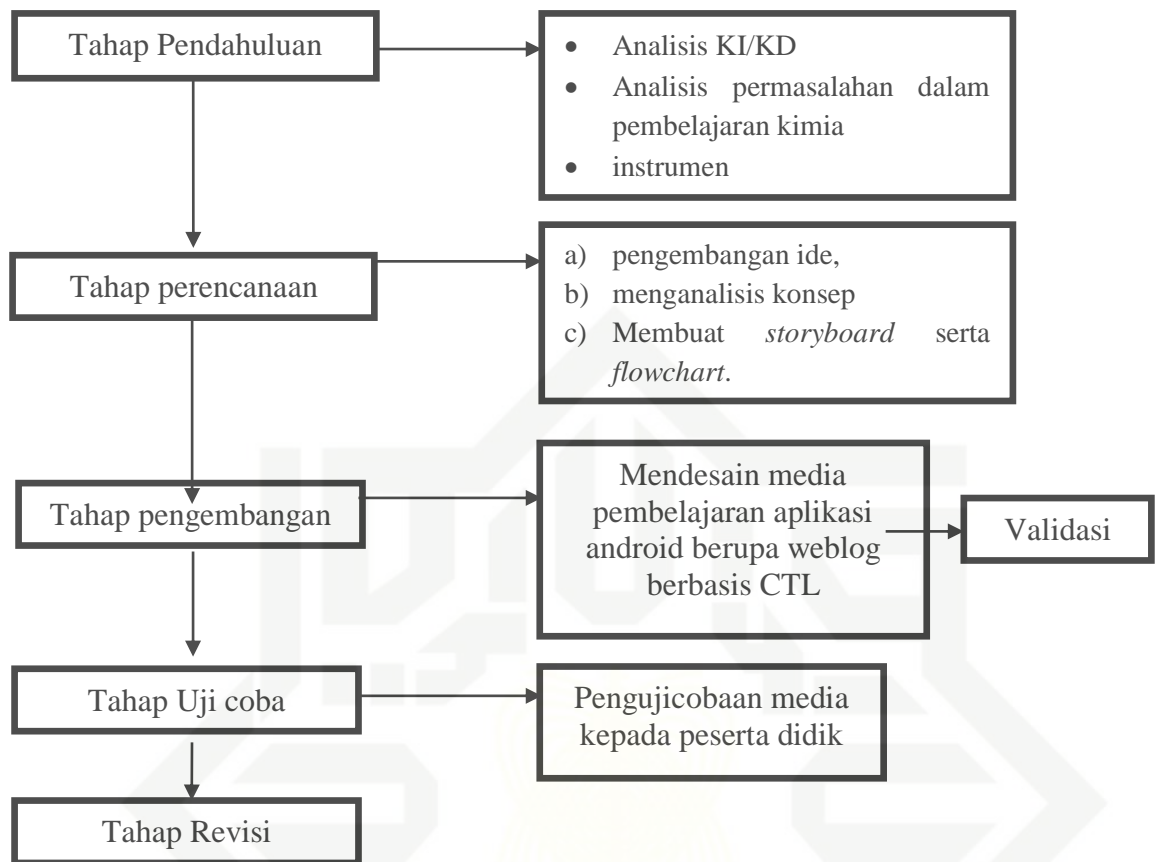 Tahap Pendahuluan
• Analisis KI/KD
• Analisis permasalahan dalam
pembelajaran kimia
• instrumen
Tahap perencanaan
a) pengembangan ide,
b) menganalisis konsep
c) Membuat storyboard serta
flowchart.
Tahap pengembangan
Mendesain media
pembelajaran aplikasi
android berupa weblog
berbasis CTL
Validasi
Tahap Uji coba
Pengujicobaan media
kepada peserta didik
Tahap Revisi